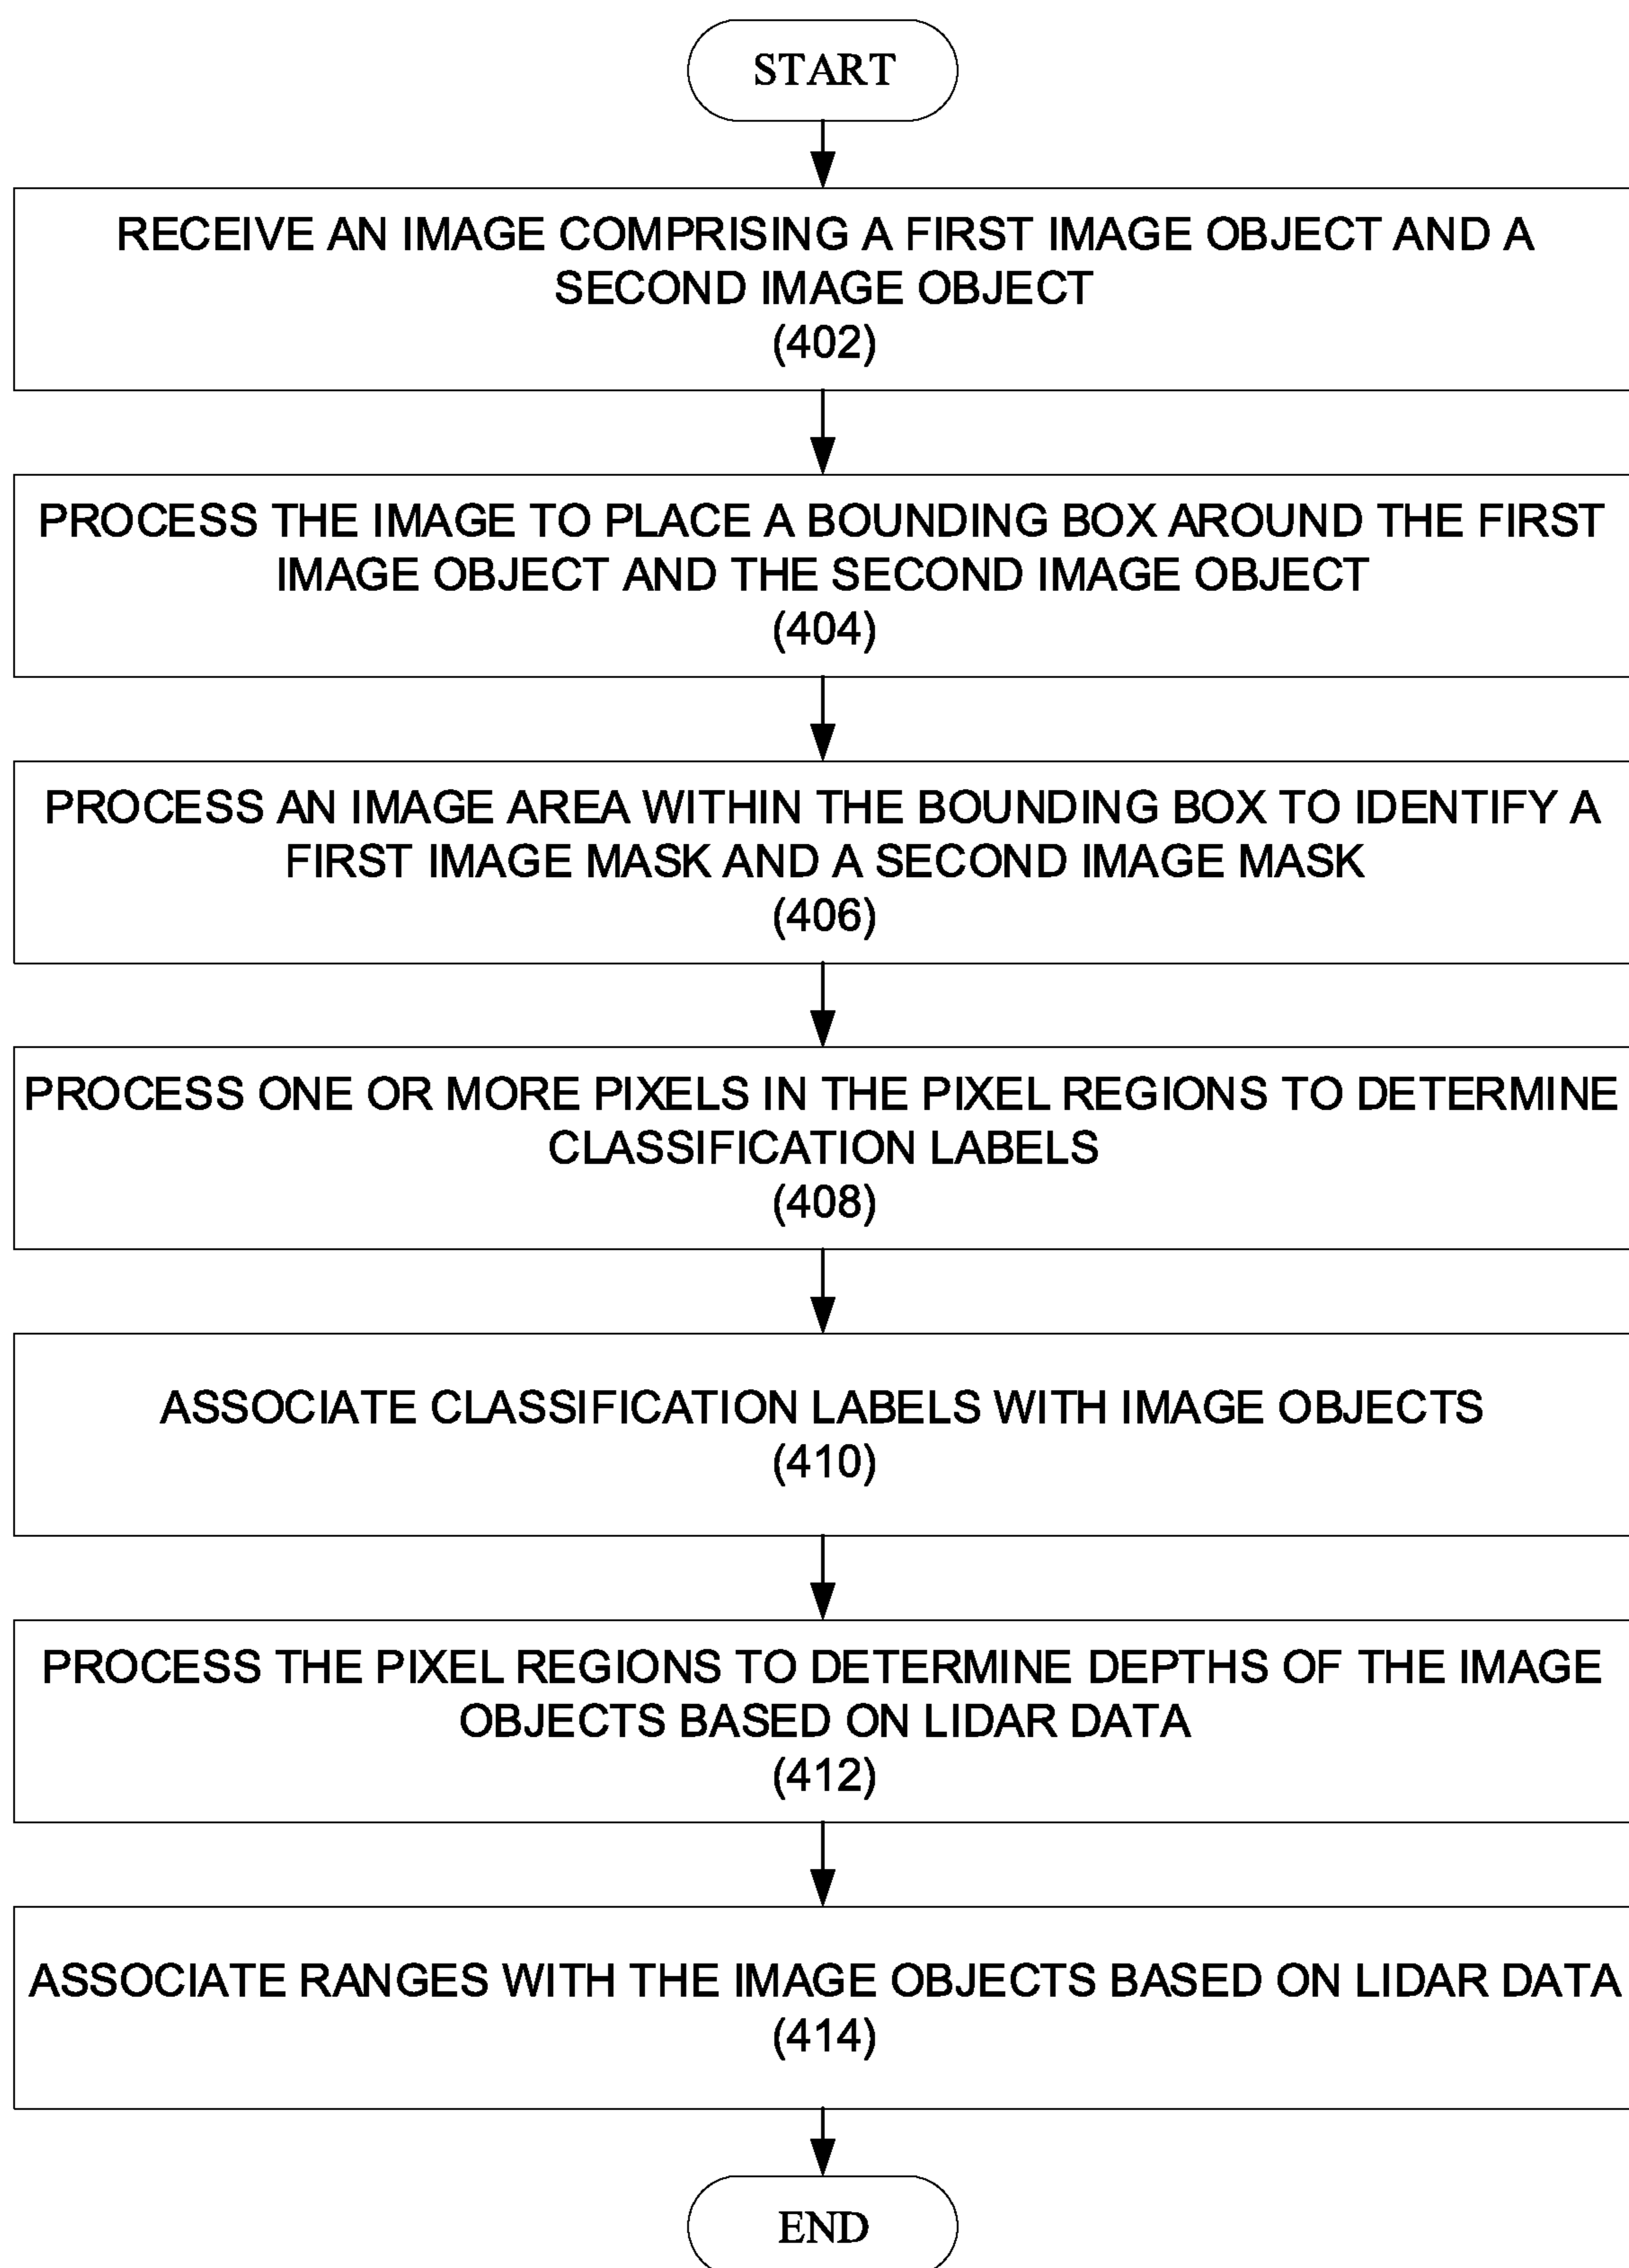 START
RECEIVE AN IMAGE COMPRISING A FIRST IMAGE OBJECT AND A
SECOND IMAGE OBJECT
(402)
PROCESS THE IMAGE TO PLACE A BOUNDING BOX AROUND THE FIRST
IMAGE OBJECT AND THE SECOND IMAGE OBJECT
(404)
PROCESS AN IMAGE AREA WITHIN THE BOUNDING BOX TO IDENTIFY A
FIRST IMAGE MASK AND A SECOND IMAGE MASK
(406)
PROCESS ONE OR MORE PIXELS IN THE PIXEL REGIONS TO DETERMINE
CLASSIFICATION LABELS
(408)
ASSOCIATE CLASSIFICATION LABELS WITH IMAGE OBJECTS
(410)
PROCESS THE PIXEL REGIONS TO DETERMINE DEPTHS OF THE IMAGE
OBJECTS BASED ON LIDAR DATA
(412)
ASSOCIATE RANGES WITH THE IMAGE OBJECTS BASED ON LIDAR DATA
(414)
END